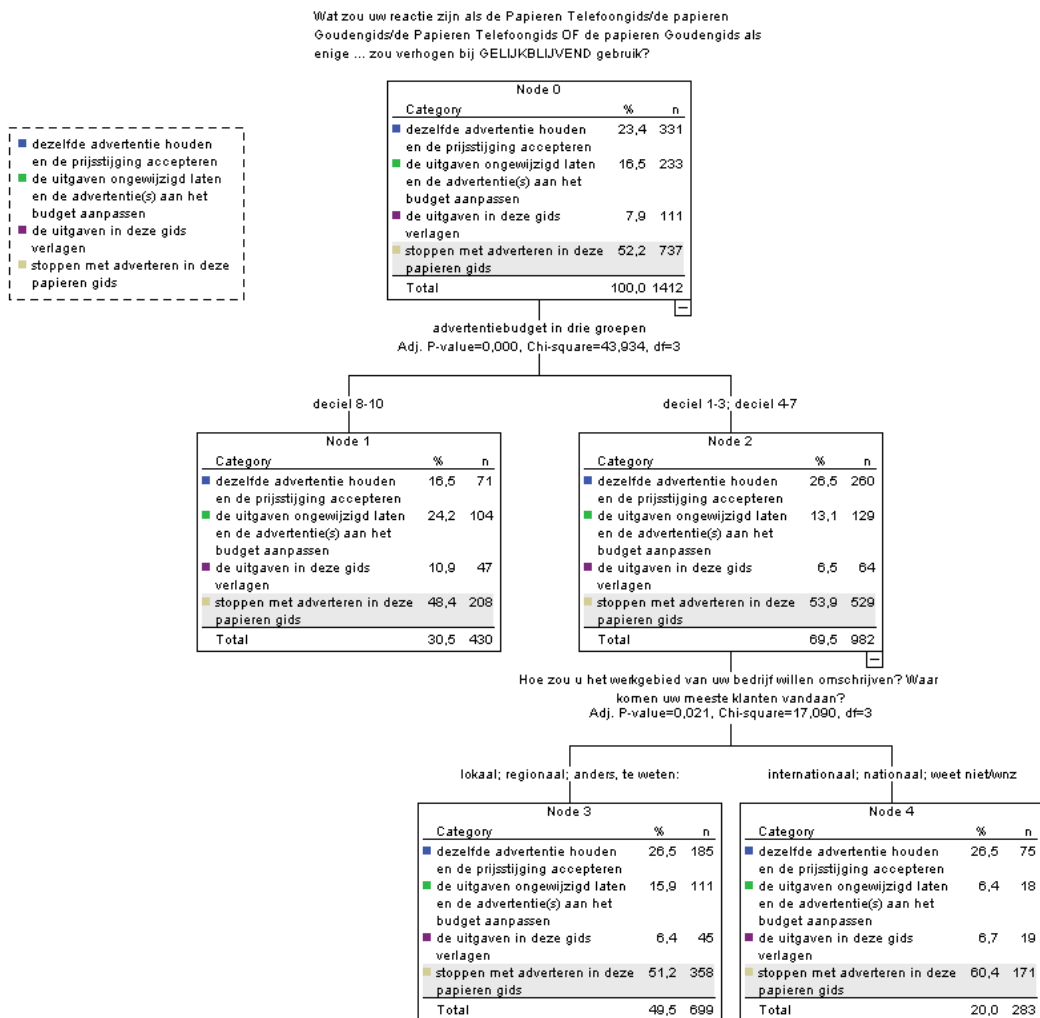 Wat zou uw reactie zijn als de Papieren Telefoongids/de papieren
Goudengids/de Papieren Telefoongids OF de papieren Goudengids als
enige ... zou verhogen bij GELIJKBLIJVEND gebruik?
dezelfde advertentie houden
en de prijsstijging accepteren
de uitgaven ongewijzigd laten
en de advertentie(s) aan het
budget aanpassen
de uitgaven in deze gids
verlagen
stoppen met adverteren in deze
papieren gids
Node 0
Category % n
dezelfde advertentie houden 23,4 331
en de prijsstijging accepteren
de uitgaven ongewijzigd laten 16,5 233
en de advertentie(s) aan het
budget aanpassen
de uitgaven in deze gids 7,9 111
verlagen
stoppen met adverteren in deze 52,2 737
papieren gids
Total 100,0 1412
advertentiebudget in drie groepen
Adj. P-value=0,000, Chi-square=43,934, df=3
deciel 8-10
deciel 1-3; deciel 4-7
Node 1
Category % n
dezelfde advertentie houden 16,5 71
en de prijsstijging accepteren
de uitgaven ongewijzigd laten 24,2 104
en de advertentie(s) aan het
budget aanpassen
de uitgaven in deze gids 10,9 47
verlagen
stoppen met adverteren in deze 48,4 208
papieren gids
Total 30,5 430
Node 2
Category % n
dezelfde advertentie houden 26,5 260
en de prijsstijging accepteren
de uitgaven ongewijzigd laten 13,1 129
en de advertentie(s) aan het
budget aanpassen
de uitgaven in deze gids 6,5 64
verlagen
stoppen met adverteren in deze 53,9 529
papieren gids
Total 69,5 982
Hoe zou u het werkgebied van uw bedrijf willen omschrijven? Waar
komen uw meeste klanten vandaan?
Adj. P-value=0,021, Chi-square=17,090, df=3
lokaal; regionaal; anders, te weten:
internationaal; nationaal; weet niet/wnz
Node 3
Category % n
dezelfde advertentie houden 26,5 185
en de prijsstijging accepteren
de uitgaven ongewijzigd laten 15,9 111
en de advertentie(s) aan het
budget aanpassen
de uitgaven in deze gids 6,4 45
verlagen
stoppen met adverteren in deze 51,2 358
papieren gids
Total 49,5 699
Node 4
Category % n
dezelfde advertentie houden 26,5 75
en de prijsstijging accepteren
de uitgaven ongewijzigd laten 6,4 18
en de advertentie(s) aan het
budget aanpassen
de uitgaven in deze gids 6,7 19
verlagen
stoppen met adverteren in deze 60,4 171
papieren gids
Total 20,0 283